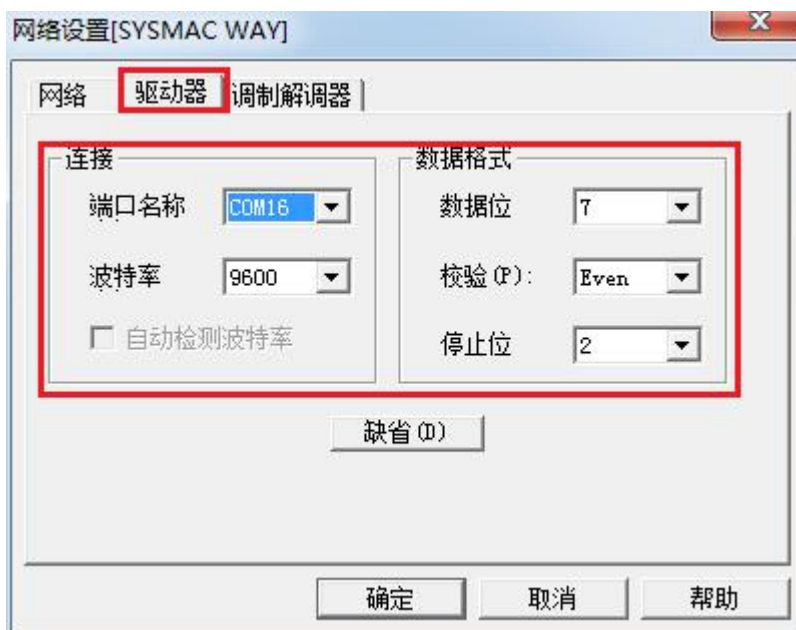 网络设置[SYSMAC WAY]
网络 驱动器 调制解调器
连接
端口名称 COM16
波特率 9600
自动检测波特率
数据格式
数据位 7
校验(P): Even
停止位 2
缺省(D)
确定 取消 帮助